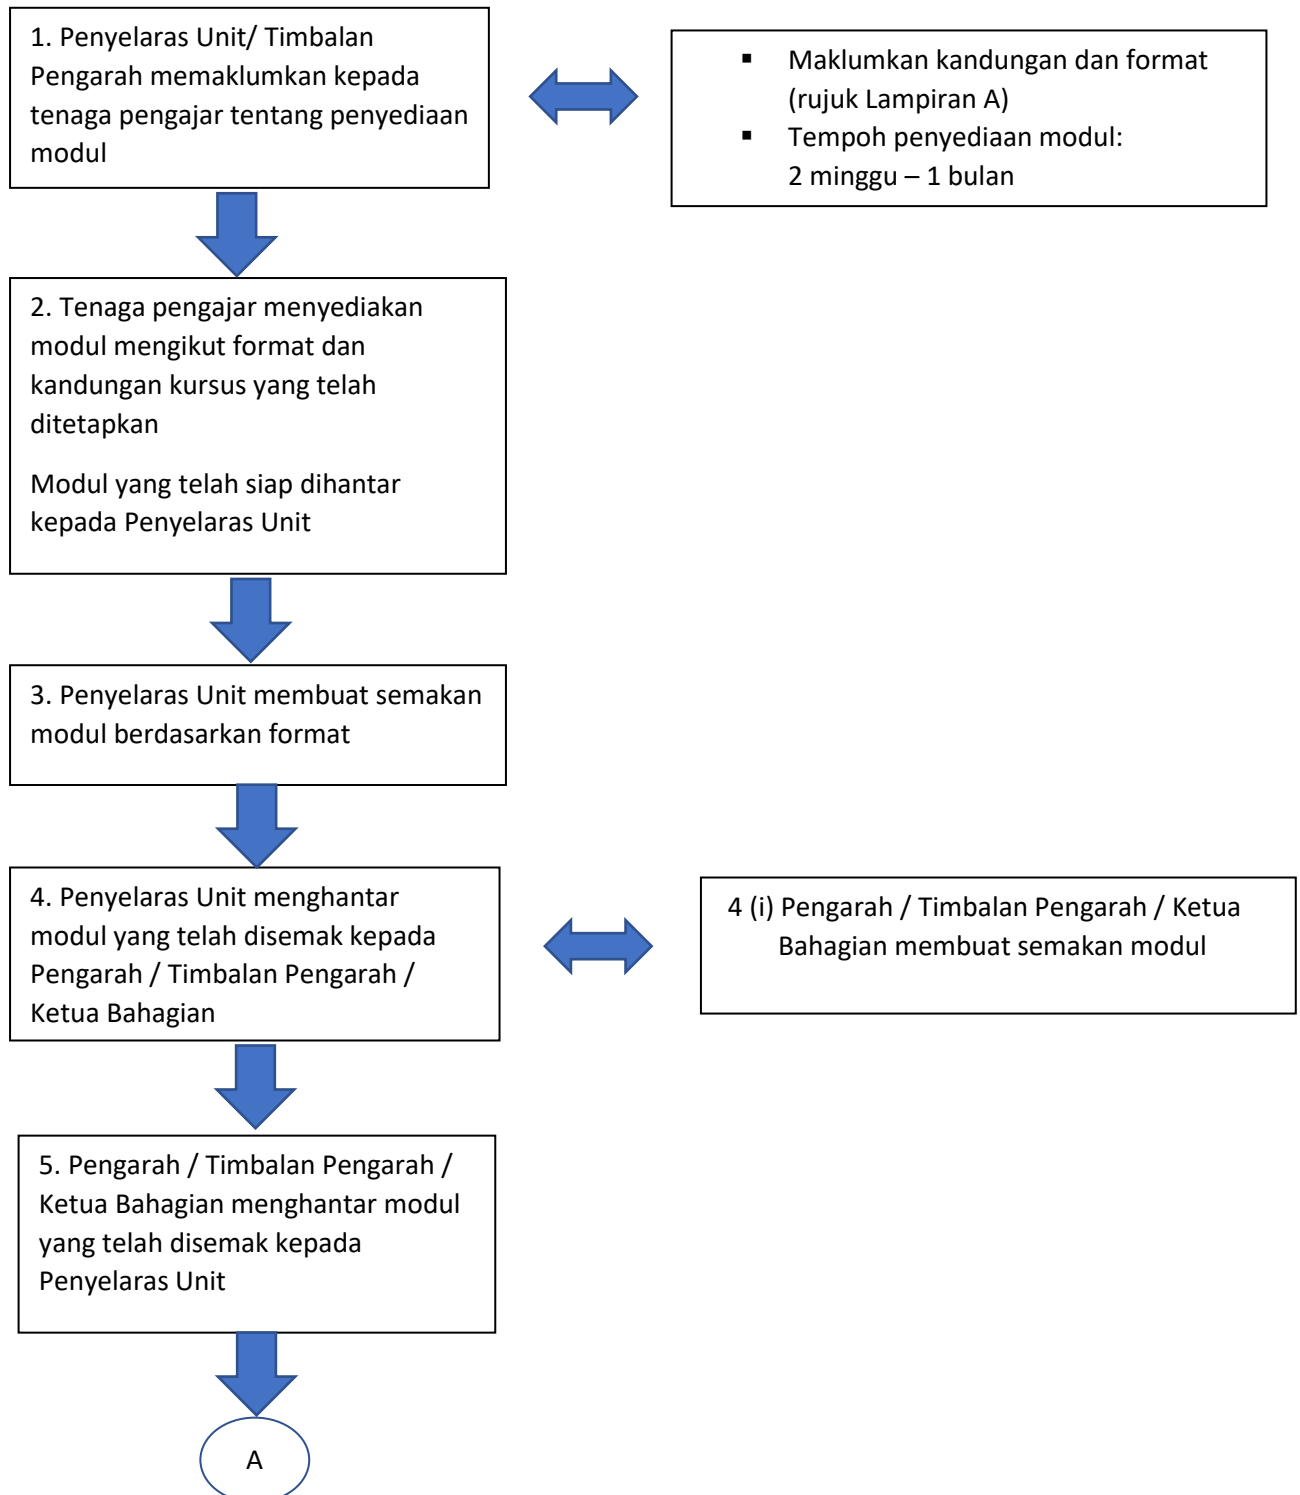 1. Penyelaras Unit/ Timbalan
Pengarah memaklumkan kepada
tenaga pengajar tentang penyediaan
modul
▪ Maklumkan kandungan dan format
(rujuk Lampiran A)
▪ Tempoh penyediaan modul:
2 minggu – 1 bulan
2. Tenaga pengajar menyediakan
modul mengikut format dan
kandungan kursus yang telah
ditetapkan
Modul yang telah siap dihantar
kepada Penyelaras Unit
3. Penyelaras Unit membuat semakan
modul berdasarkan format
4. Penyelaras Unit menghantar
modul yang telah disemak kepada
Pengarah / Timbalan Pengarah /
Ketua Bahagian
4 (i) Pengarah / Timbalan Pengarah / Ketua
Bahagian membuat semakan modul
5. Pengarah / Timbalan Pengarah /
Ketua Bahagian menghantar modul
yang telah disemak kepada
Penyelaras Unit
A